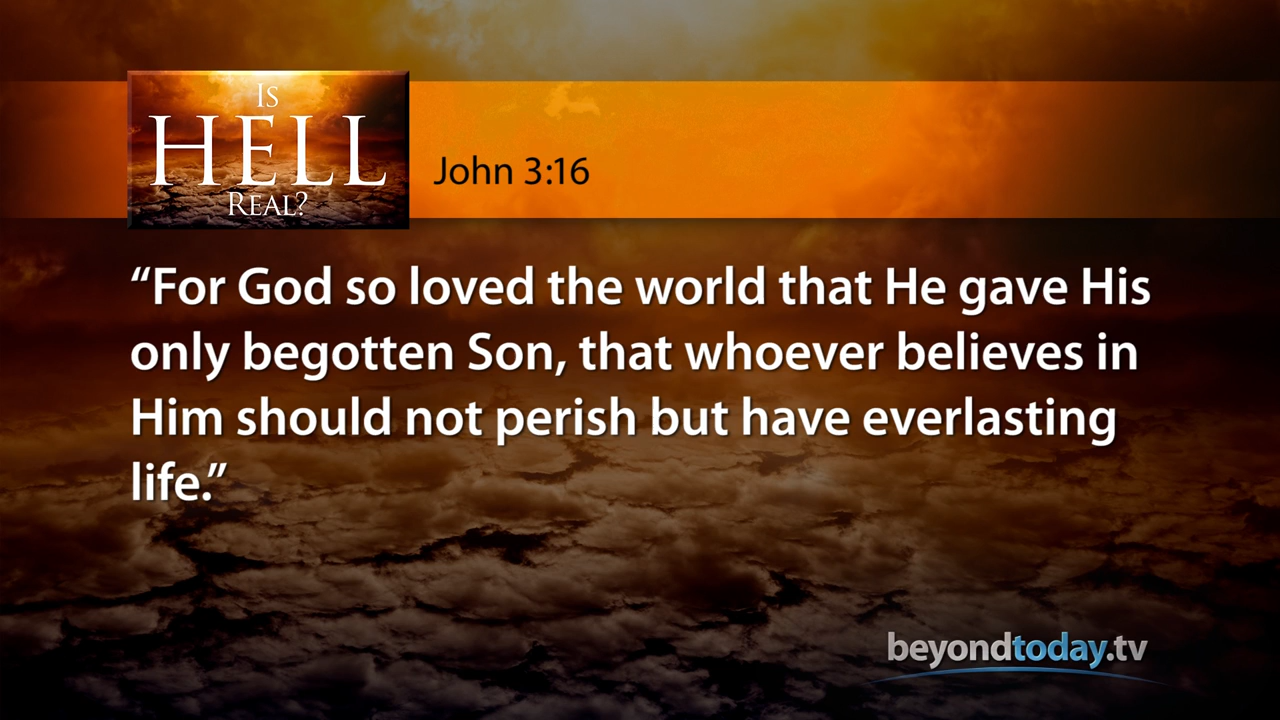 Is
HELL
Real?
John 3:16
“For God so loved the world that He gave His
only begotten Son, that whoever believes in
Him should not perish but have everlasting
life.”
beyondtoday.tv